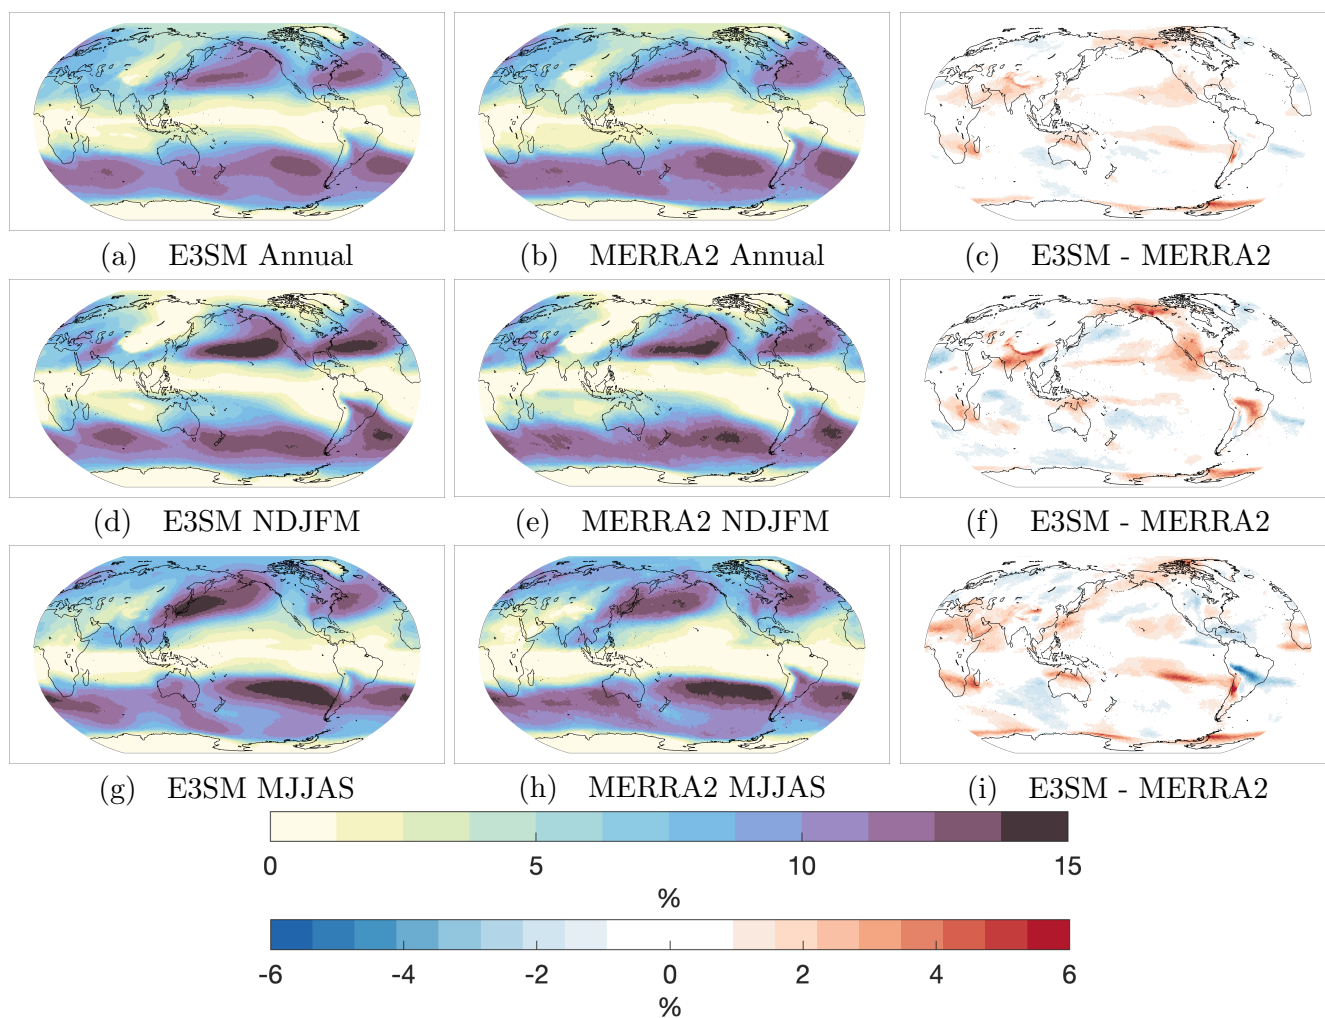 (a) E3SM Annual
(b) MERRA2 Annual
(c) E3SM - MERRA2
(d) E3SM NDJFM
(e) MERRA2 NDJFM
(f) E3SM - MERRA2
(g) E3SM MJJAS
(h) MERRA2 MJJAS
(i) E3SM - MERRA2
0 5 10 15
%
-6 -4 -2 0 2 4 6
%